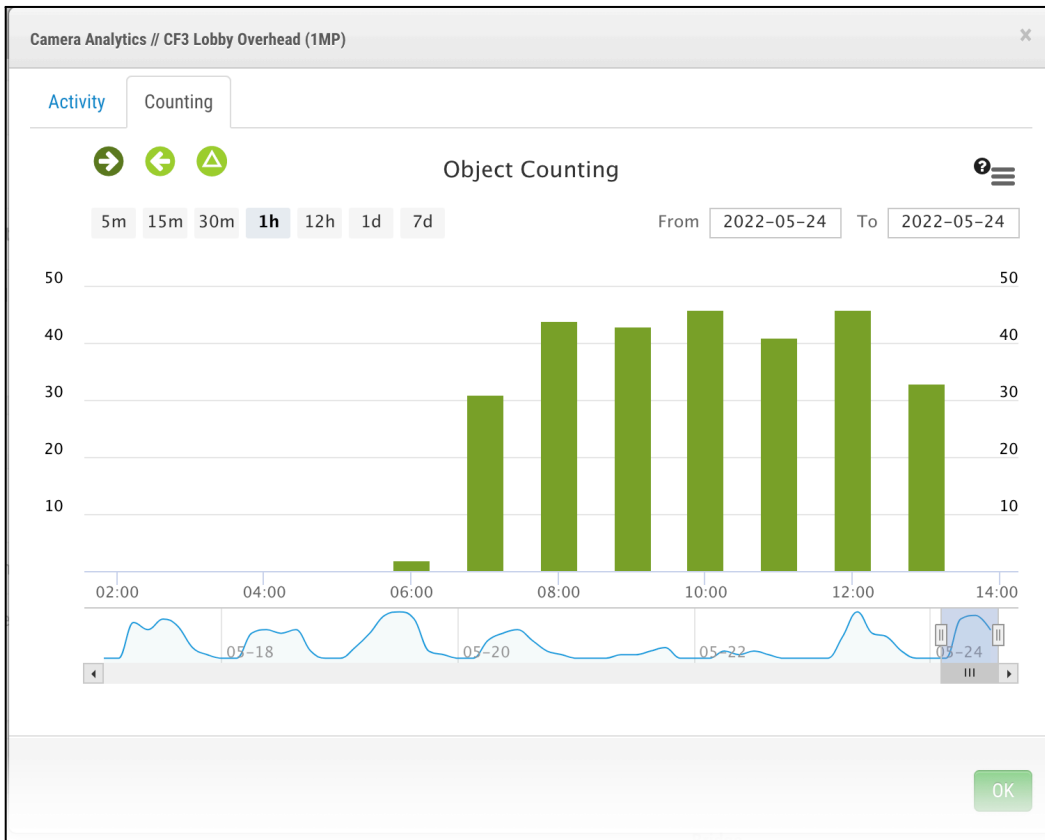 Camera Analytics // CF3 Lobby Overhead (1MP) ×
Activity Counting
Object Counting ?
5m 15m 30m 1h 12h 1d 7d From 2022-05-24 To 2022-05-24
50 50
40 40
30 30
20 20
10 10
02:00 04:00 06:00 08:00 10:00 12:00 14:00
05-18 05-20 05-22 05-24
OK